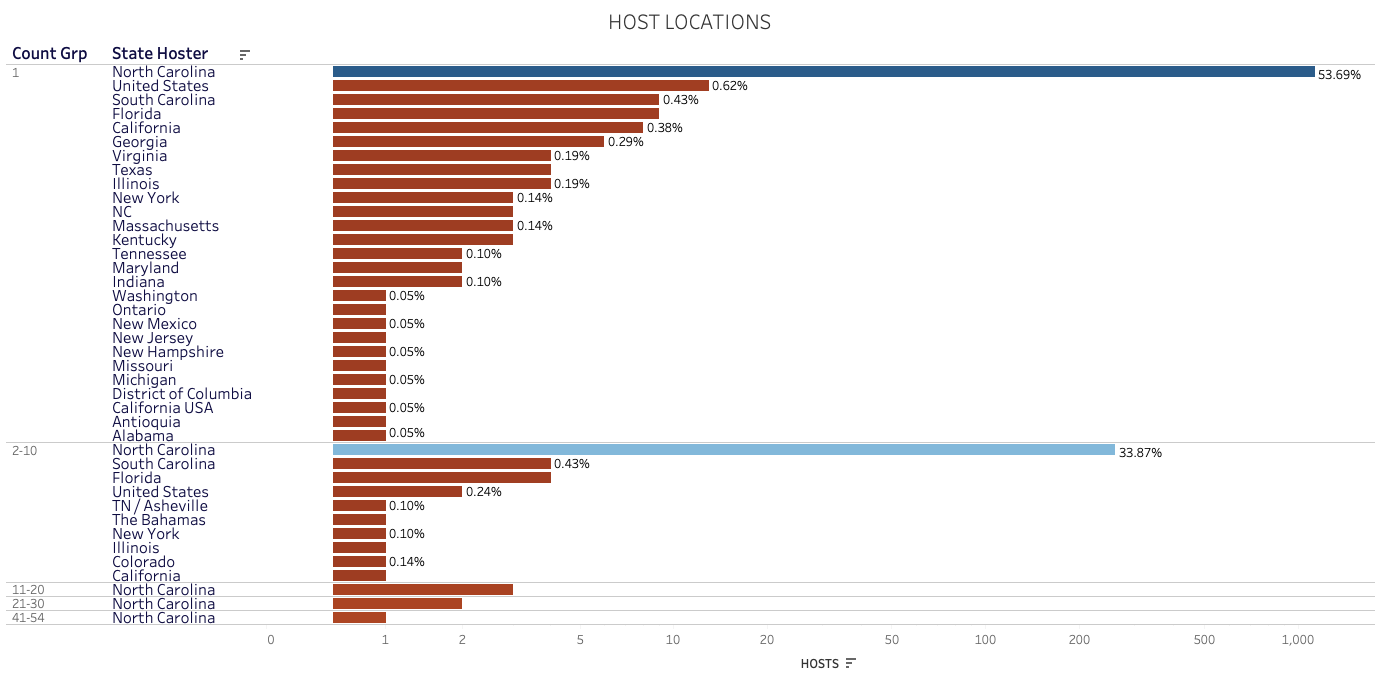 HOST LOCATIONS
Count Grp State Hoster
1 North Carolina 53.69%
United States 0.62%
South Carolina 0.43%
Florida
California 0.38%
Georgia 0.29%
Virginia 0.19%
Texas
Illinois 0.19%
New York 0.14%
NC
Massachusetts 0.14%
Kentucky
Tennessee 0.10%
Maryland
Indiana 0.10%
Washington 0.05%
Ontario
New Mexico 0.05%
New Jersey
New Hampshire 0.05%
Missouri
Michigan 0.05%
District of Columbia
California USA 0.05%
Antioquia
Alabama 0.05%
2-10 North Carolina 33.87%
South Carolina 0.43%
Florida
United States 0.24%
TN / Asheville 0.10%
The Bahamas
New York 0.10%
Illinois
Colorado 0.14%
California
11-20 North Carolina
21-30 North Carolina
41-54 North Carolina
0 1 2 5 10 20 50 100 200 500 1,000
HOSTS